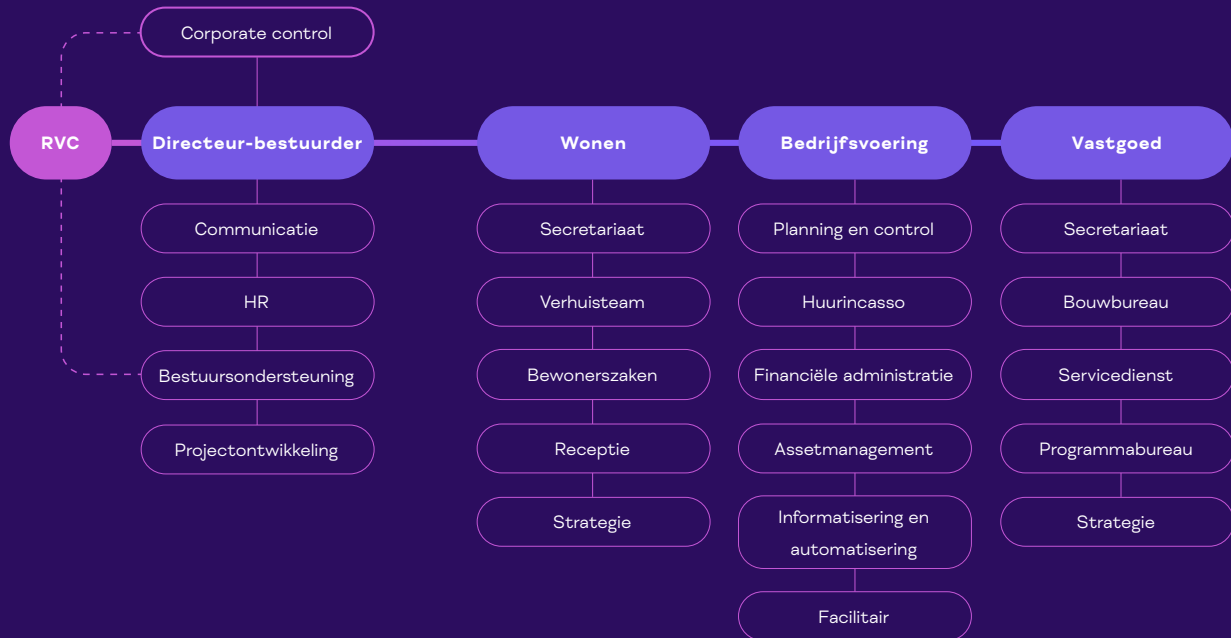 Corporate control
RVC
Directeur-bestuurder
Wonen
Bedrijfsvoering
Vastgoed
Communicatie
HR
Bestuursondersteuning
Projectontwikkeling
Secretariaat
Verhuisteam
Bewonerszaken
Receptie
Strategie
Planning en control
Huurincasso
Financiële administratie
Assetmanagement
Informatisering en
automatisering
Facilitair
Secretariaat
Bouwbureau
Servicedienst
Programmabureau
Strategie